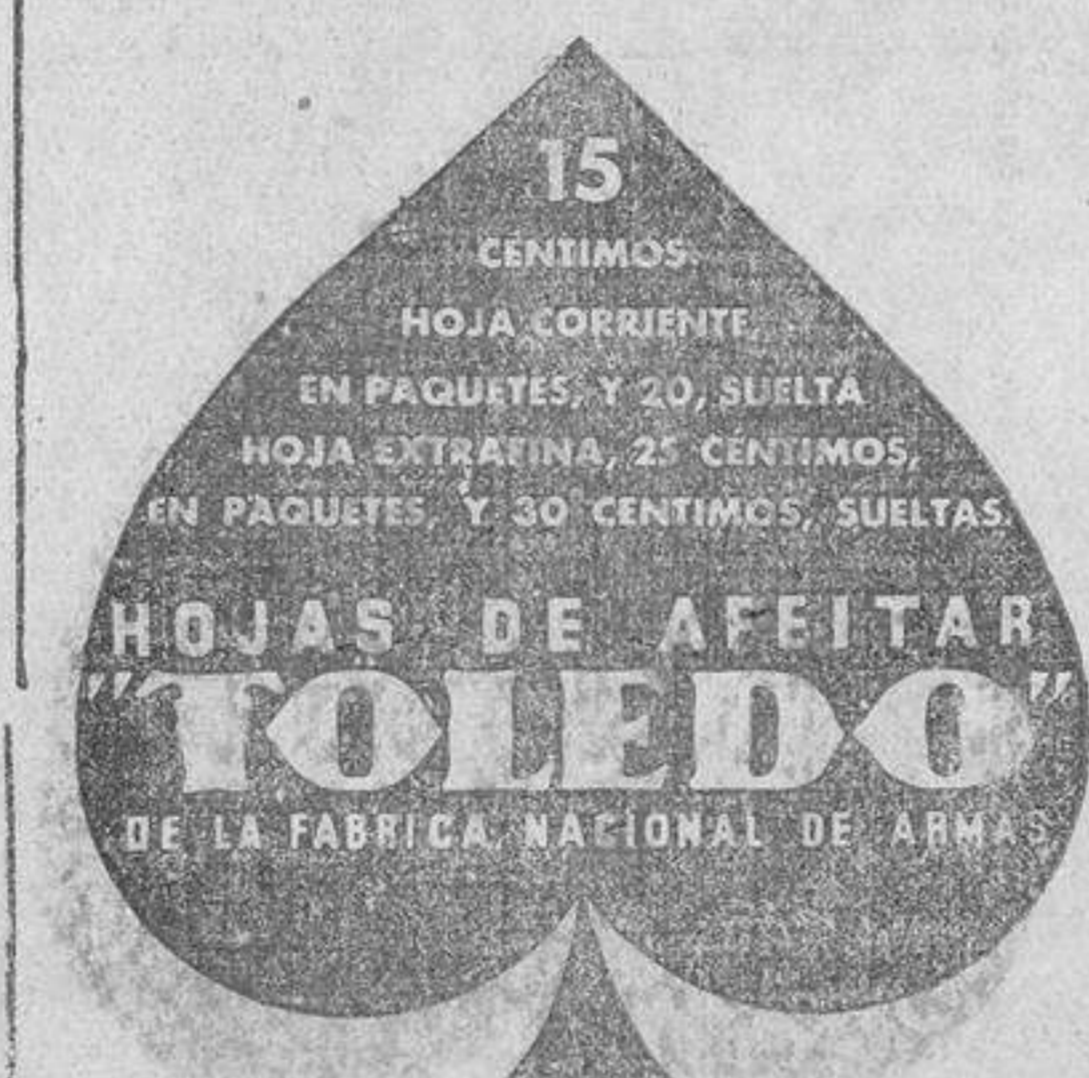 15
CENTIMOS
HOJA CORRIENTE,
EN PAQUETES, Y 20, SUELTA
HOJA EXTRAFINA, 25 CENTIMOS,
EN PAQUETES, Y 30 CENTIMOS, SUELTAS.
HOJAS DE AFEITAR
"TOLEDO"
DE LA FABRICA NACIONAL DE ARMAS